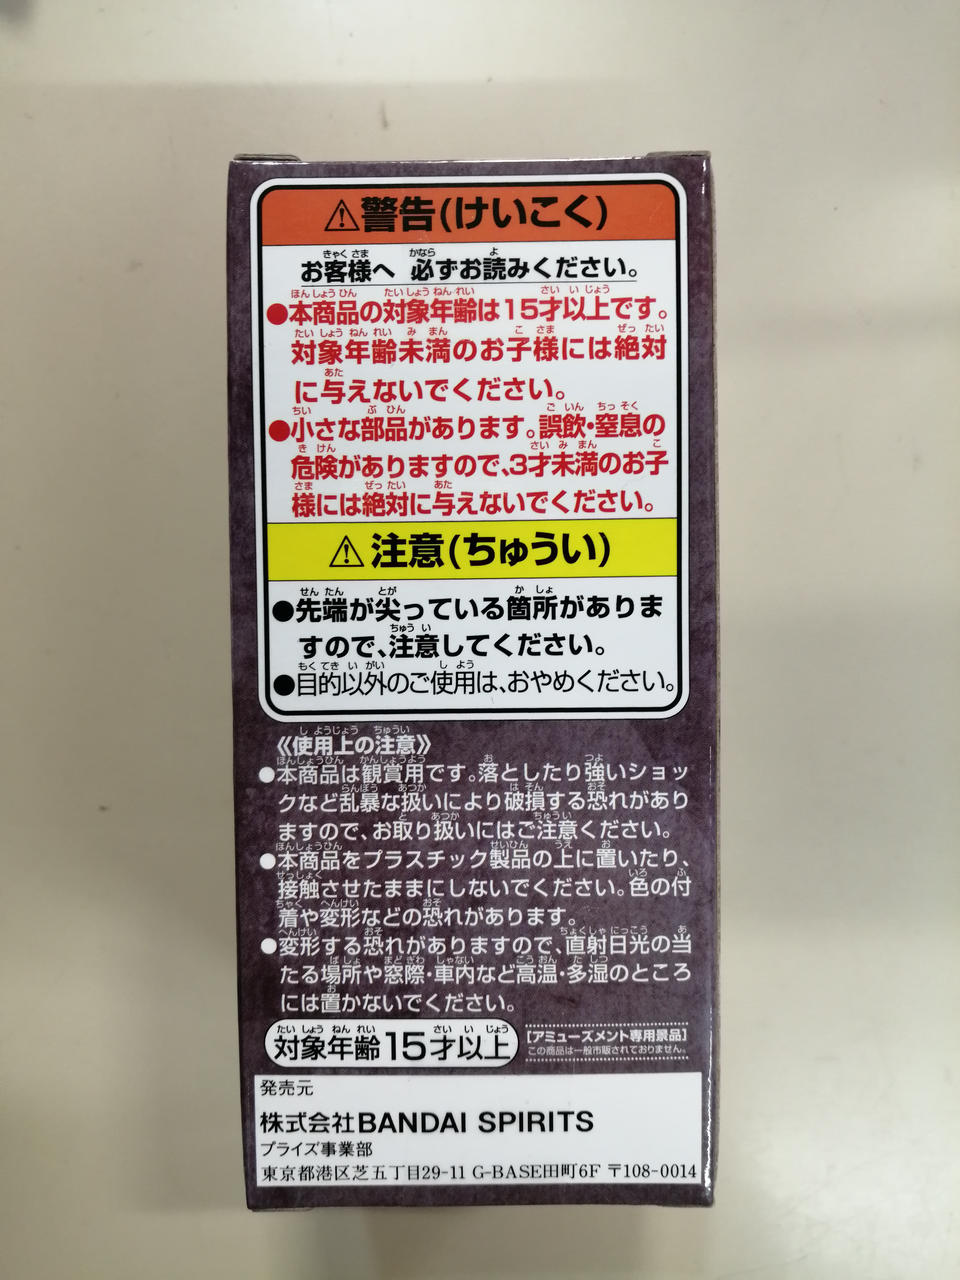 ⚠警告(けいこく)
お客様へ 必ずお読みください。
●本商品の対象年齢は15才以上です。
対象年齢未満のお子様には絶対
に与えないでください。
●小さな部品があります。誤飲・窒息の
危険がありますので、3才未満のお子
様には絶対に与えないでください。
⚠注意(ちゅうい)
●先端が尖っている箇所がありま
すので、注意してください。
●目的以外のご使用は、おやめください。
《使用上の注意》
●本商品は観賞用です。落としたり強いショッ
クなど乱暴な扱いにより破損する恐れがあり
ますので、お取り扱いにはご注意ください。
●本商品をプラスチック製品の上に置いたり、
接触させたままにしないでください。色の付
着や変形などの恐れがあります。
●変形する恐れがありますので、直射日光の当
たる場所や窓際・車内など高温・多湿のところ
には置かないでください。
対象年齢15才以上
[アミューズメント専用景品]
この商品は一般市販されておりません。
発売元
株式会社BANDAI SPIRITS
プライズ事業部
東京都港区芝五丁目29-11 G-BASE田町6F 〒108-0014